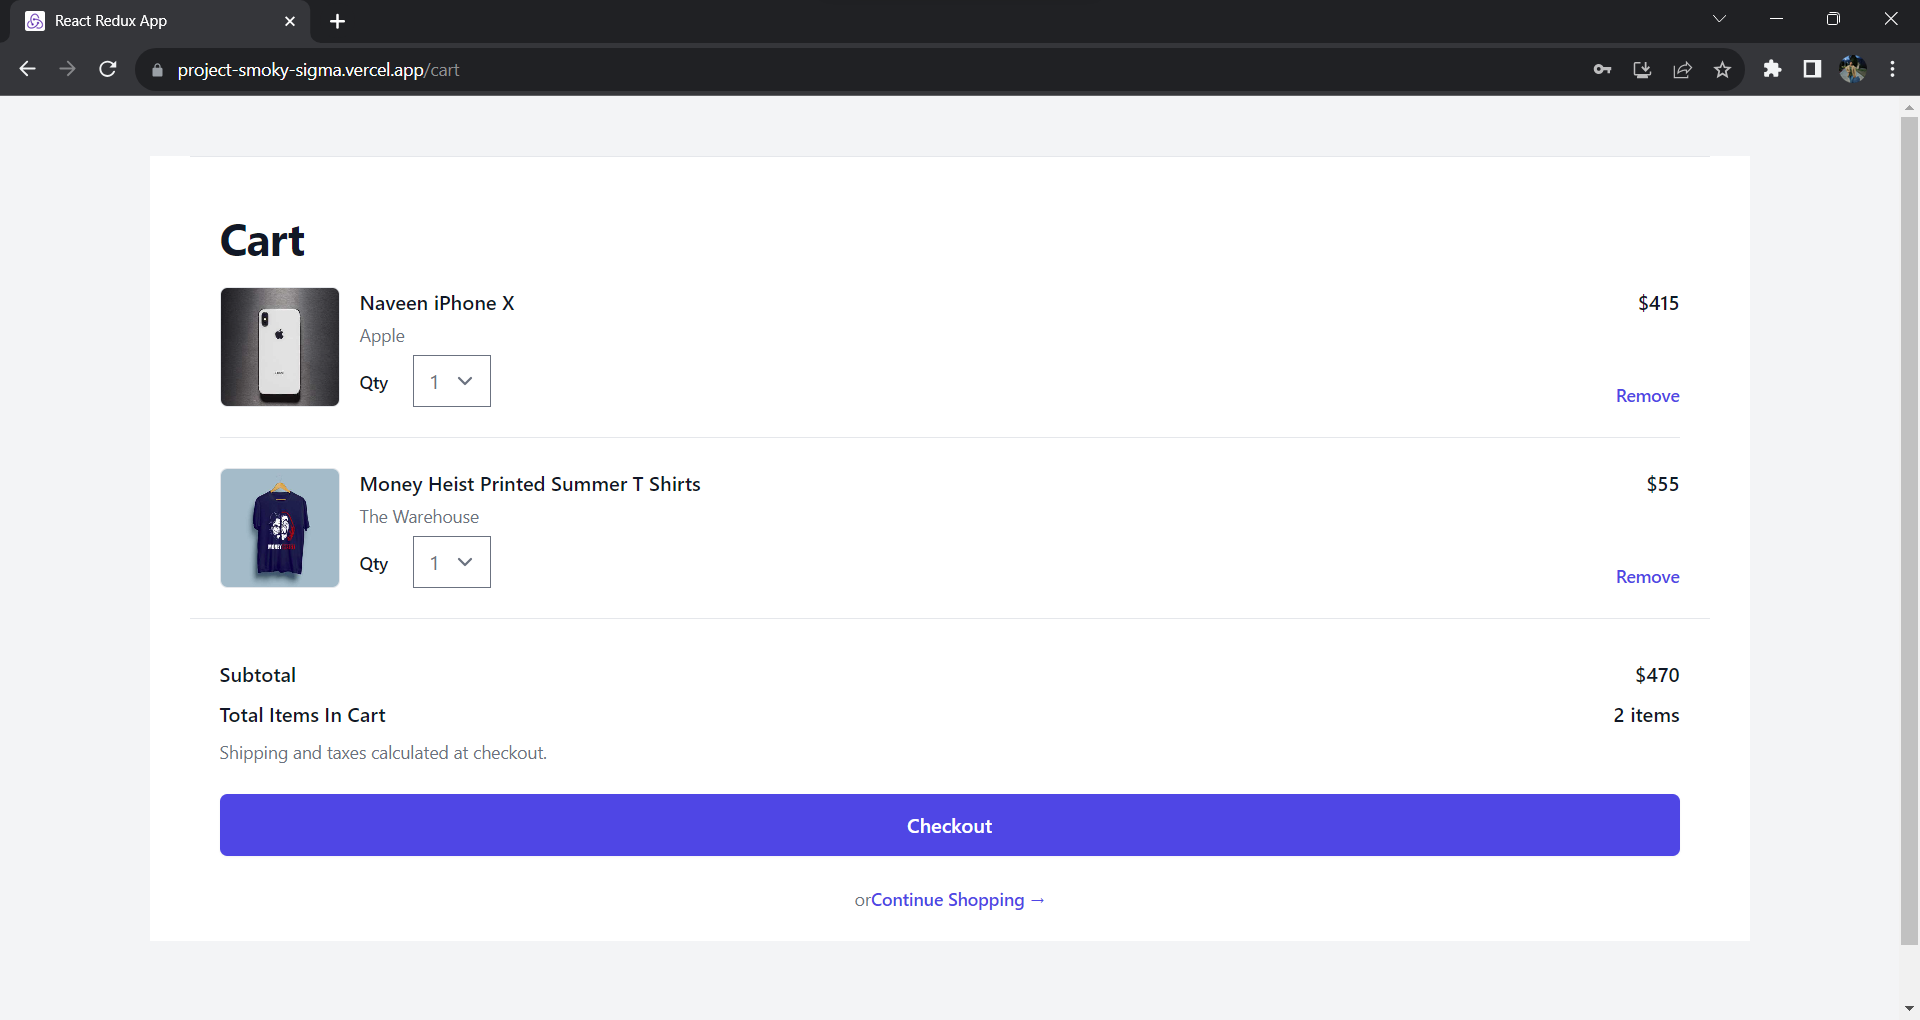 React Redux App
project-smoky-sigma.vercel.app/cart
Cart
Naveen iPhone X
$415
Apple
Qty
1
Remove
Money Heist Printed Summer T Shirts
$55
The Warehouse
Qty
1
Remove
Subtotal
$470
Total Items In Cart
2 items
Shipping and taxes calculated at checkout.
Checkout
orContinue Shopping →